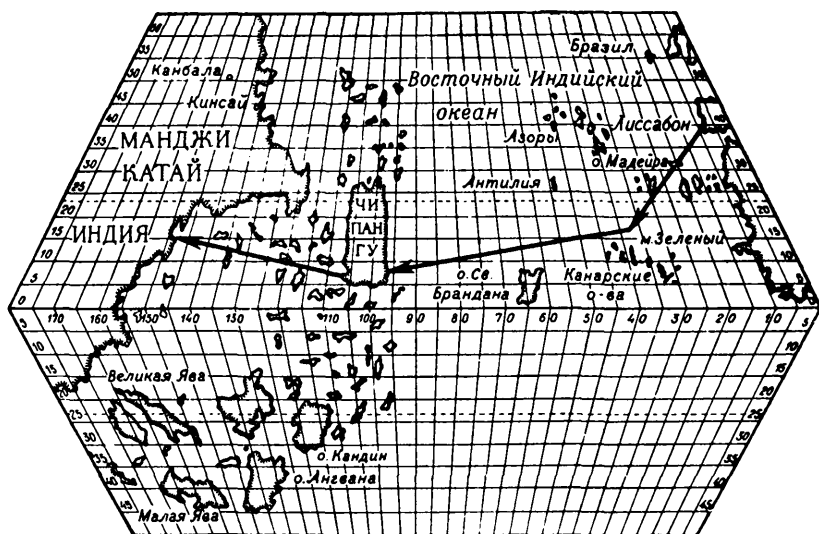 Бразил
Восточный Индийский
океан
Канбала
Кинсай
Лиссабон
Азоры
о. Мадейра
МАНДЖИ
КАТАЙ
Антилия
ЧИ
ПАН
ГУ
ИНДИЯ
м. Зеленый
о. Св.
Брандана
Канарские
о-ва
170 160 150 140 130 120 110 100 90 80 70 60 50 40 30 20 10 5
Великая Ява
о. Кандин
о. Ангвана
Малая Ява